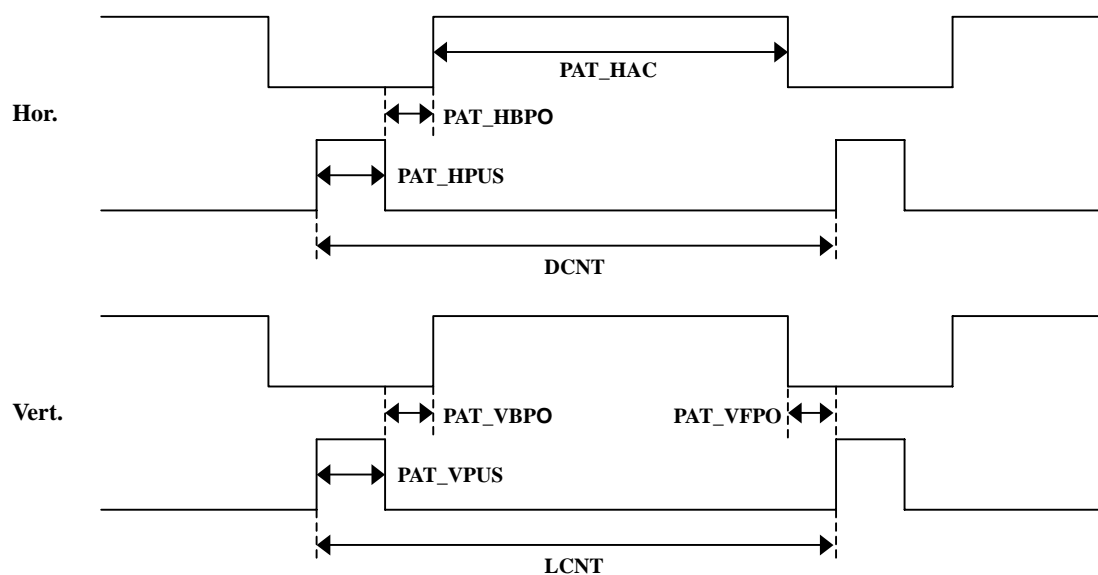 PAT_HAC
Hor.
PAT_HBPO
PAT_HPUS
DCNT
Vert.
PAT_VBPO
PAT_VFPO
PAT_VPUS
LCNT